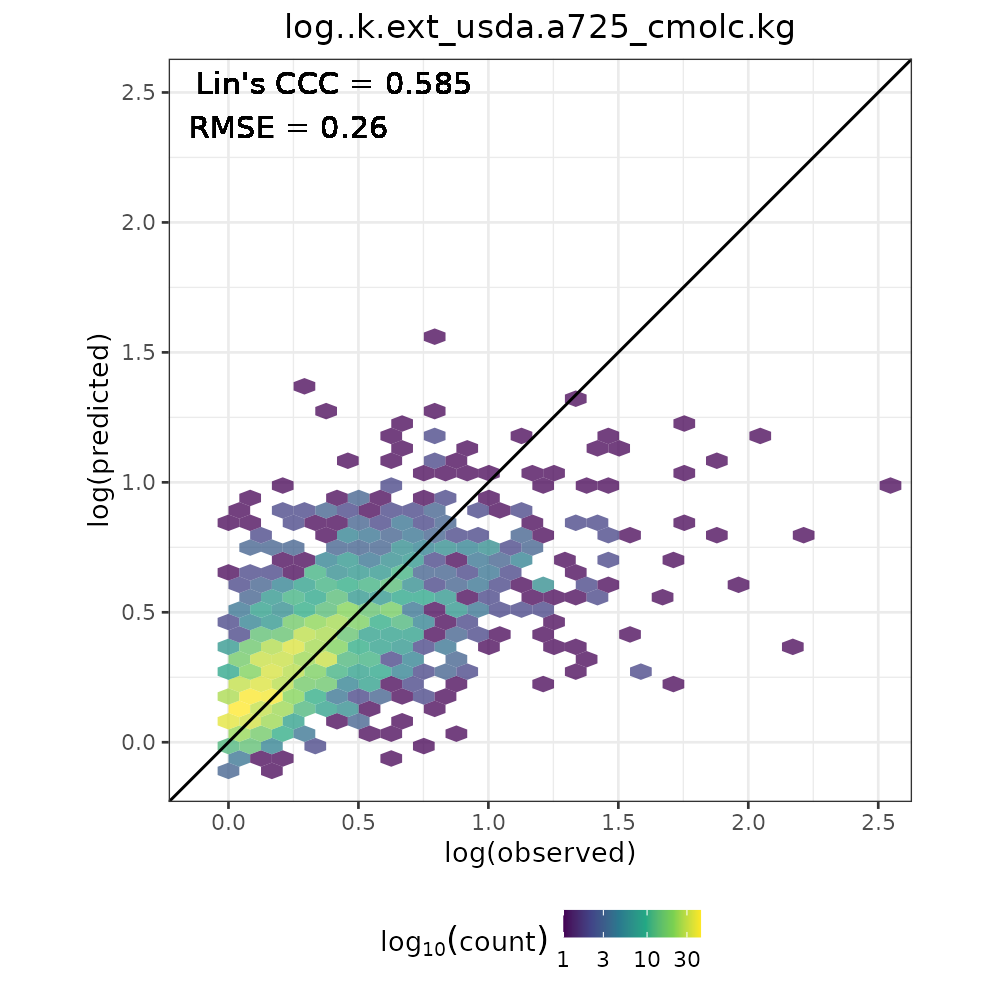 log..k.ext_usda.a725_cmolc.kg
Lin's CCC = 0.585
RMSE = 0.26
2.5
2.0
1.5
1.0
0.5
0.0
log(predicted)
0.0 0.5 1.0 1.5 2.0 2.5
log(observed)
log10(count)
1 3 10 30